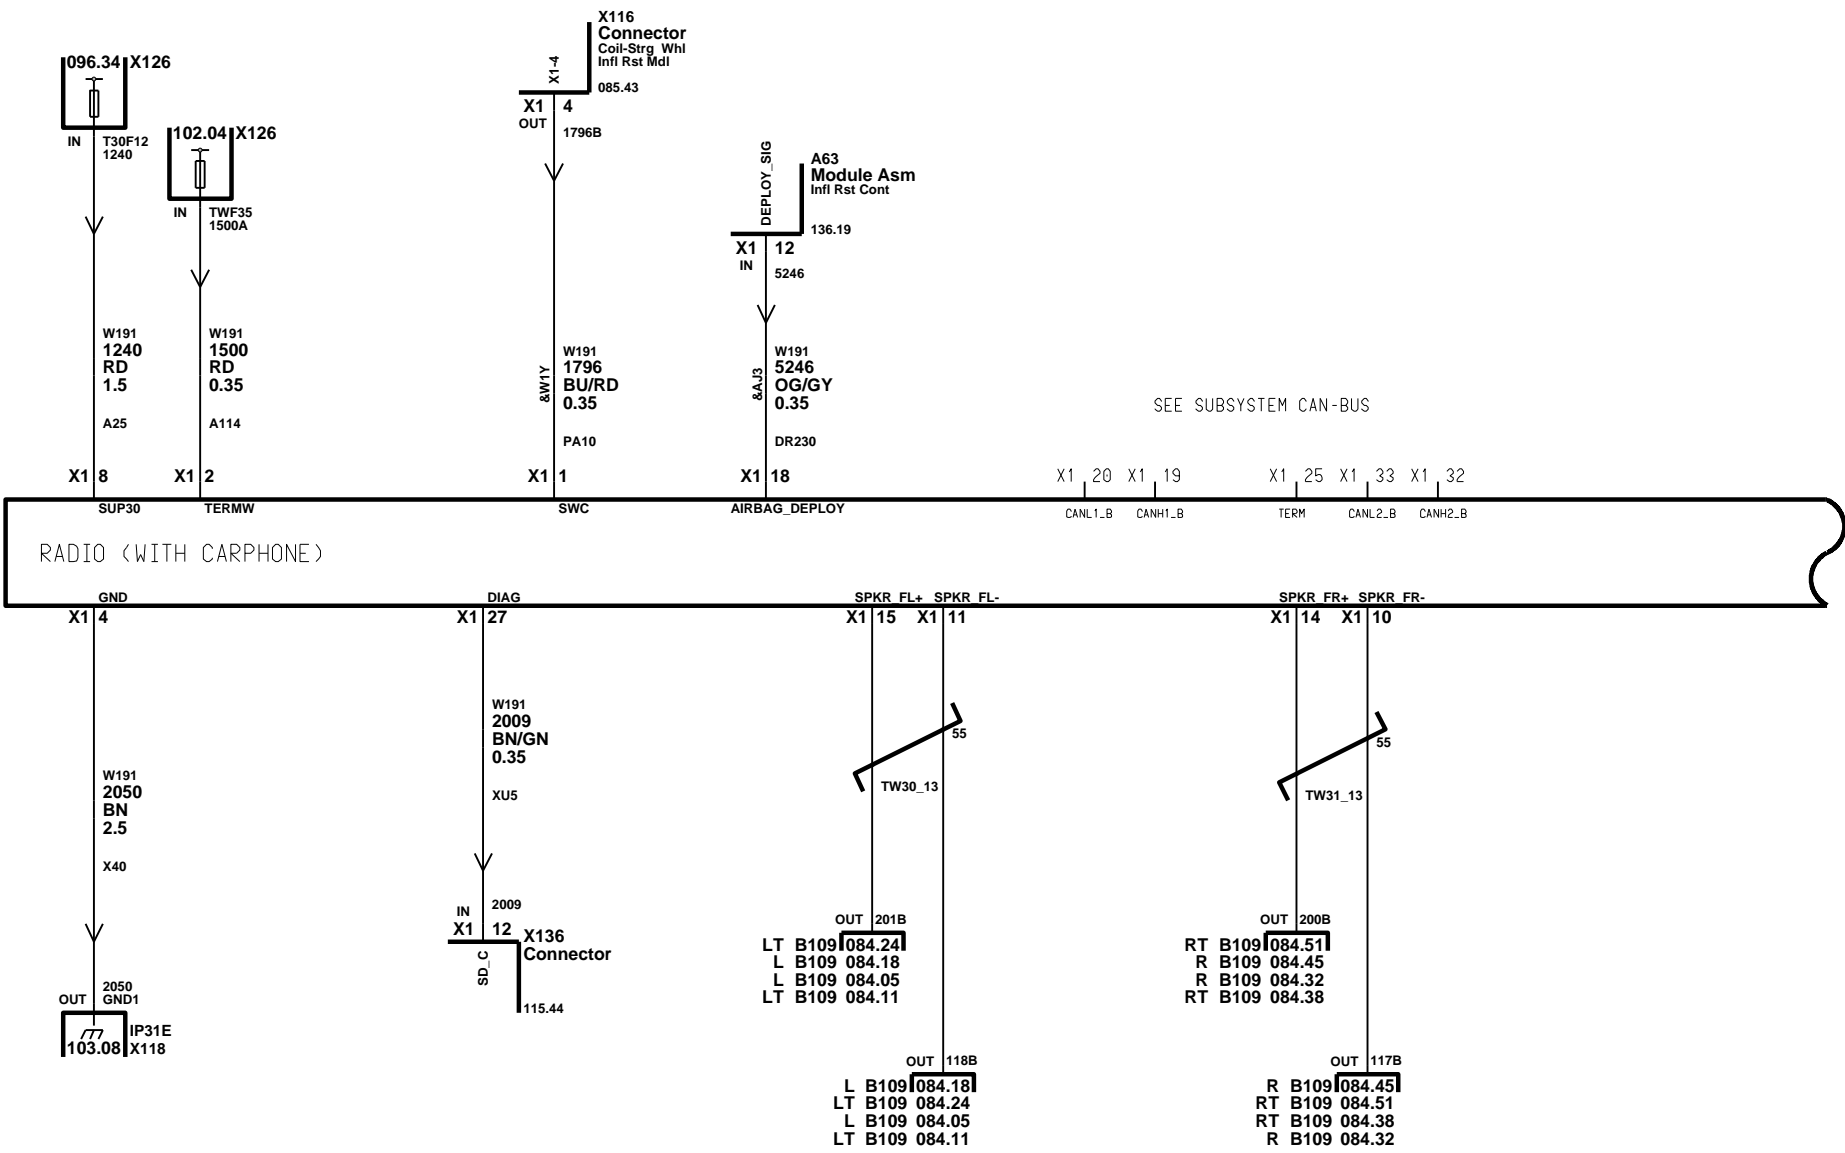 X116
Connector
Coil-Strg Whl
Infl Rst Mdl
085.43
X1-4
X1 4
OUT
1796B
096.34 X126
IN T30F12
1240
102.04 X126
IN TWF35
1500A
DEPLOY_SIG
A63
Module Asm
Infl Rst Cont
136.19
X1 12
IN
5246
W191
1240
RD
1.5
A25
W191
1500
RD
0.35
A114
&W1Y
W191
1796
BU/RD
0.35
PA10
&AJ3
W191
5246
OG/GY
0.35
DR230
SEE SUBSYSTEM CAN-BUS
X1 8 X1 2 X1 1 X1 18 X1 20 X1 19 X1 25 X1 33 X1 32
SUP30 TERMW SWC AIRBAG_DEPLOY CANL1_B CANH1_B TERM CANL2_B CANH2_B
RADIO (WITH CARPHONE)
GND DIAG SPKR_FL+ SPKR_FL- SPKR_FR+ SPKR_FR-
X1 4 X1 27 X1 15 X1 11 X1 14 X1 10
W191
2009
BN/GN
0.35
XU5
55
TW30_13
55
TW31_13
W191
2050
BN
2.5
X40
IN 2009
X1 12 X136
Connector
SD_C
115.44
2050
OUT GND1
IP31E
103.08 X118
OUT 201B
LT B109 084.24
L B109 084.18
L B109 084.05
LT B109 084.11
OUT 200B
RT B109 084.51
R B109 084.45
R B109 084.32
RT B109 084.38
OUT 118B
L B109 084.18
LT B109 084.24
L B109 084.05
LT B109 084.11
OUT 117B
R B109 084.45
RT B109 084.51
RT B109 084.38
R B109 084.32